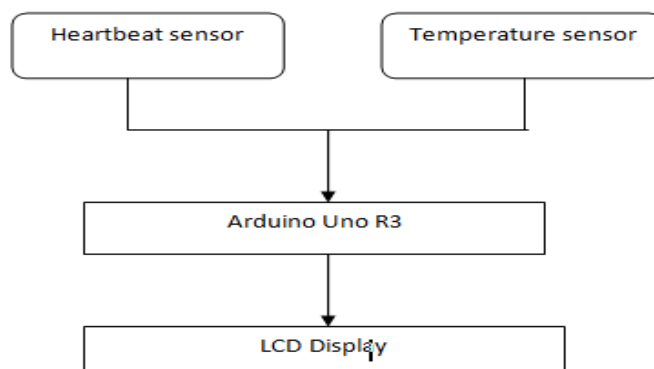 Heartbeat sensor
Temperature sensor
Arduino Uno R3
LCD Display